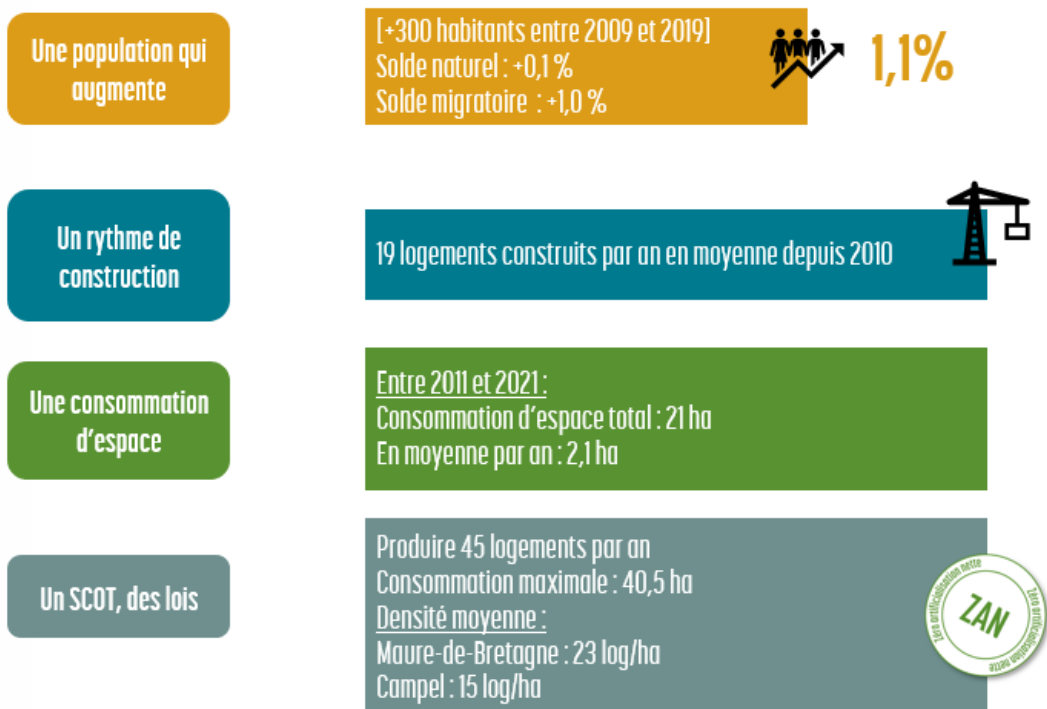 Une population qui
augmente
[+300 habitants entre 2009 et 2019]
Solde naturel : +0,1 %
Solde migratoire : +1,0 %
1,1%
Un rythme de
construction
19 logements construits par an en moyenne depuis 2010
Une consommation
d'espace
Entre 2011 et 2021 :
Consommation d'espace total : 21 ha
En moyenne par an : 2,1 ha
Un SCOT, des lois
Produire 45 logements par an
Consommation maximale : 40,5 ha
Densité moyenne :
Maure-de-Bretagne : 23 log/ha
Campel : 15 log/ha
Zéro artificialisation nette
ZAN
Zéro artificialisation nette